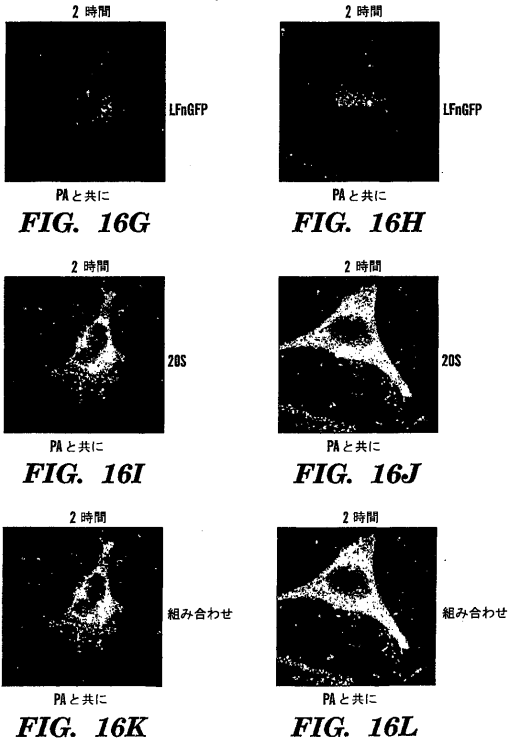 2 時間
LFnGFP
PAと共に
FIG. 16G
2 時間
LFnGFP
PAと共に
FIG. 16H
2 時間
20S
PAと共に
FIG. 16I
2 時間
20S
PAと共に
FIG. 16J
2 時間
組み合わせ
PAと共に
FIG. 16K
2 時間
組み合わせ
PAと共に
FIG. 16L